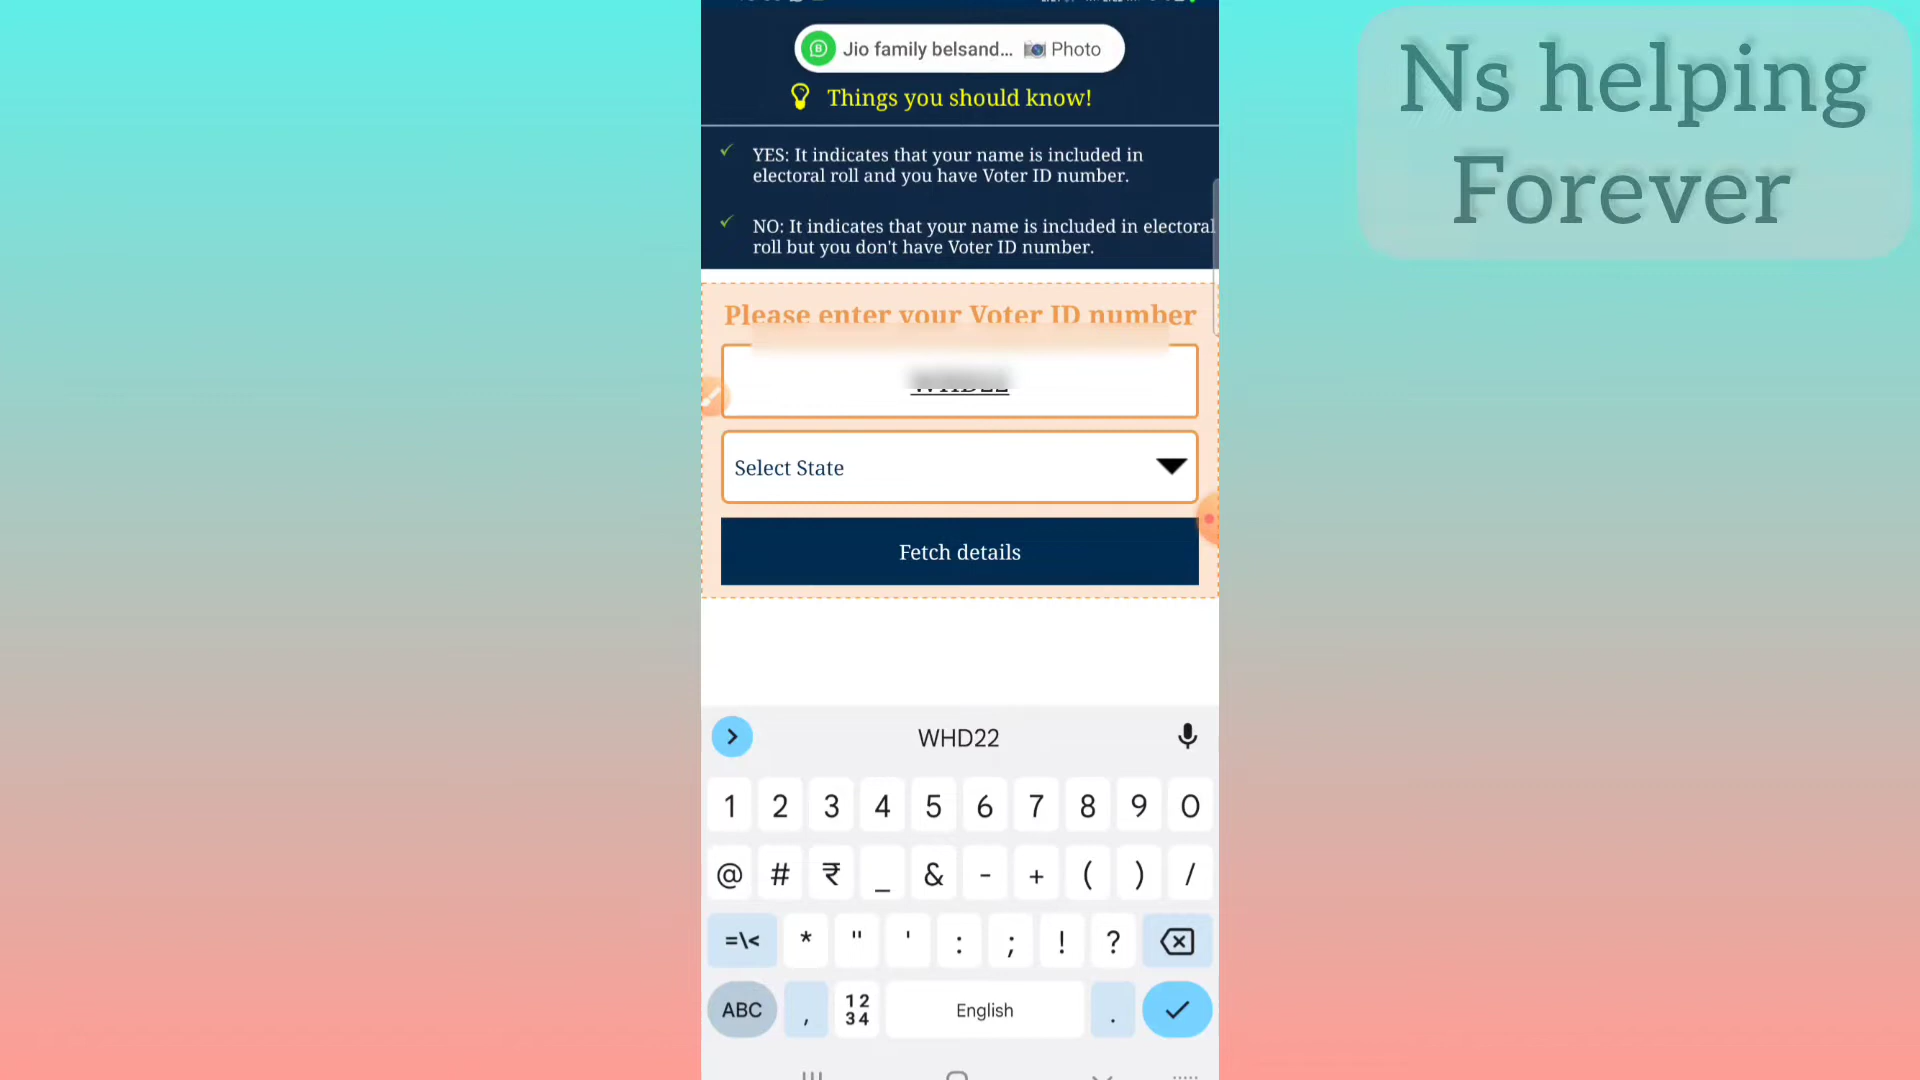 Ns helping
Forever
Jio family belsand... Photo
Things you should know!
YES: It indicates that your name is included in
electoral roll and you have Voter ID number.
NO: It indicates that your name is included in electoral
roll but you don't have Voter ID number.
Please enter your Voter ID number
Select State
Fetch details
WHD22
1 2 3 4 5 6 7 8 9 0
@ # ₹ _ & - + ( ) /
=\< * " ' : ; ! ?
ABC , 12 34 English .